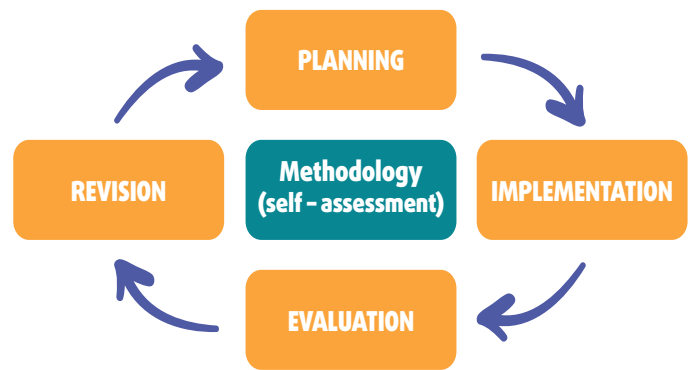 PLANNING
REVISION
Methodology
(self – assessment)
IMPLEMENTATION
EVALUATION